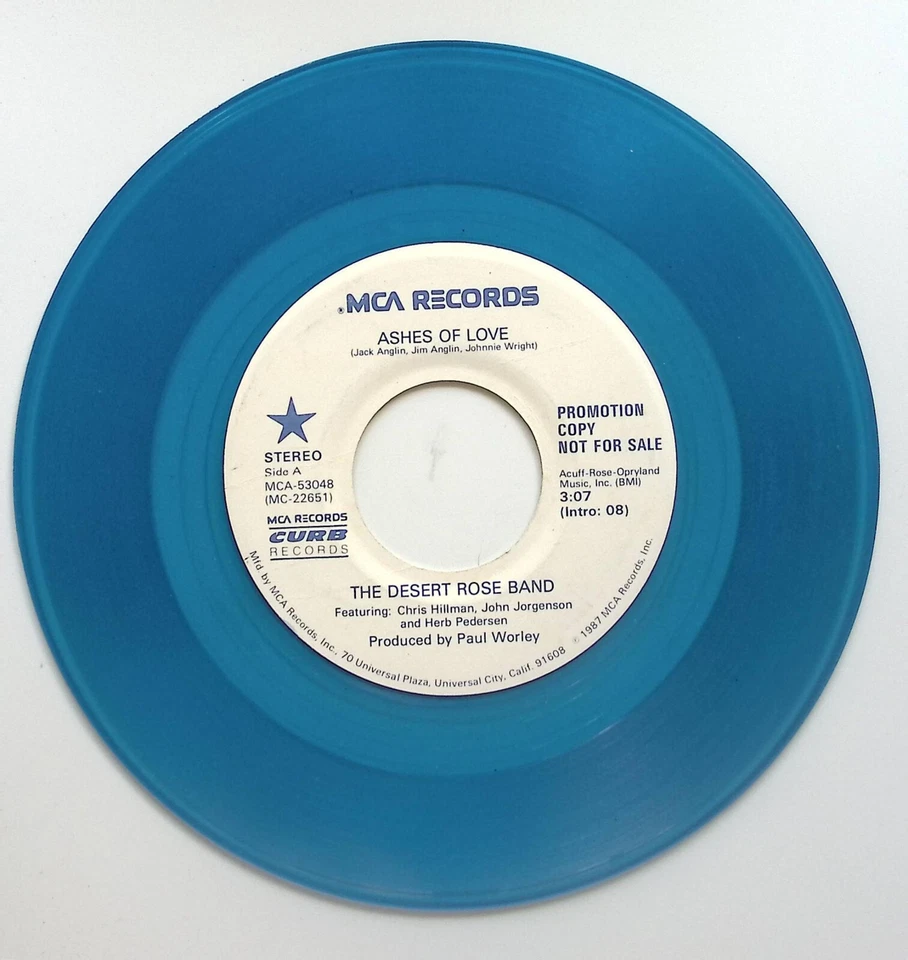 MCA RECORDS
ASHES OF LOVE
(Jack Anglin, Jim Anglin, Johnnie Wright)
STEREO
Side A
MCA-53048
(MC-22651)
MCA RECORDS
CURB
RECORDS
PROMOTION
COPY
NOT FOR SALE
Acuff-Rose-Opryland
Music, Inc. (BMI)
3:07
(Intro: 08)
THE DESERT ROSE BAND
Featuring: Chris Hillman, John Jorgenson
and Herb Pedersen
Produced by Paul Worley
Mfd. by MCA Records, Inc., 70 Universal Plaza, Universal City, Calif. 91608 ℗ 1987 MCA Records, Inc.